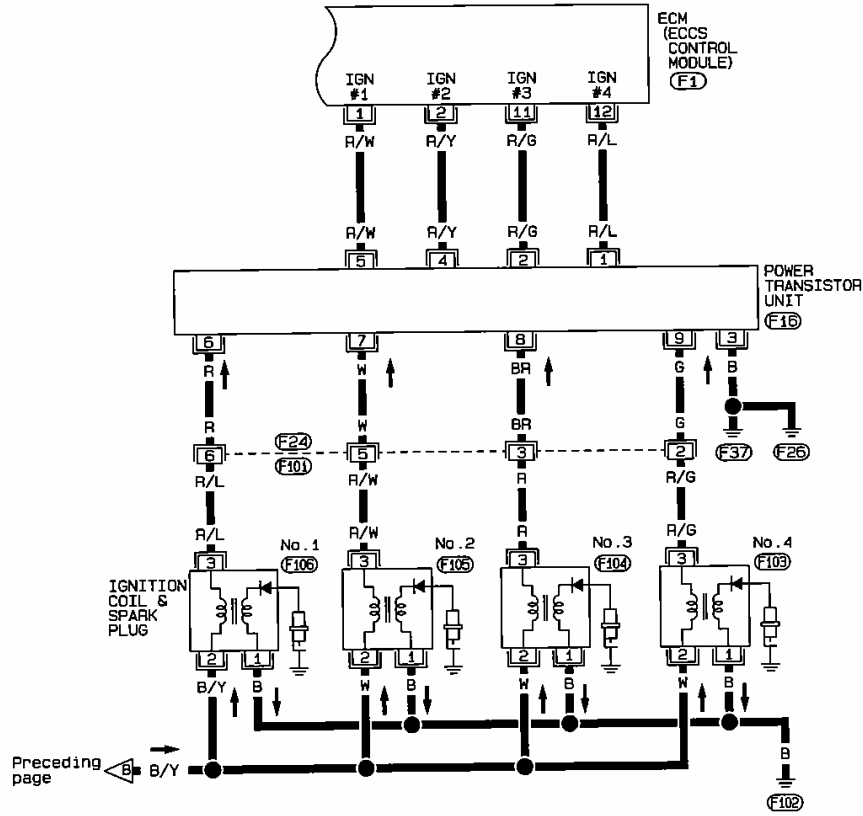 ECM
(ECCS
CONTROL
MODULE)
F1
IGN IGN IGN IGN
#1 #2 #3 #4
1 2 11 12
R/W R/Y R/G R/L
R/W R/Y R/G R/L
5 4 2 1
POWER
TRANSISTOR
UNIT
F16
6 7 8 9 3
R W BR G B
R W BR G
F24
6 5 3 2
F101
F37 F26
R/L R/W R R/G
R/L R/W R R/G
No.1 No.2 No.3 No.4
3 F106 3 F105 3 F104 3 F103
IGNITION
COIL &
SPARK
PLUG
2 1 2 1 2 1 2 1
B/Y B W B W B W B
B
Preceding
page
B B/Y
F102